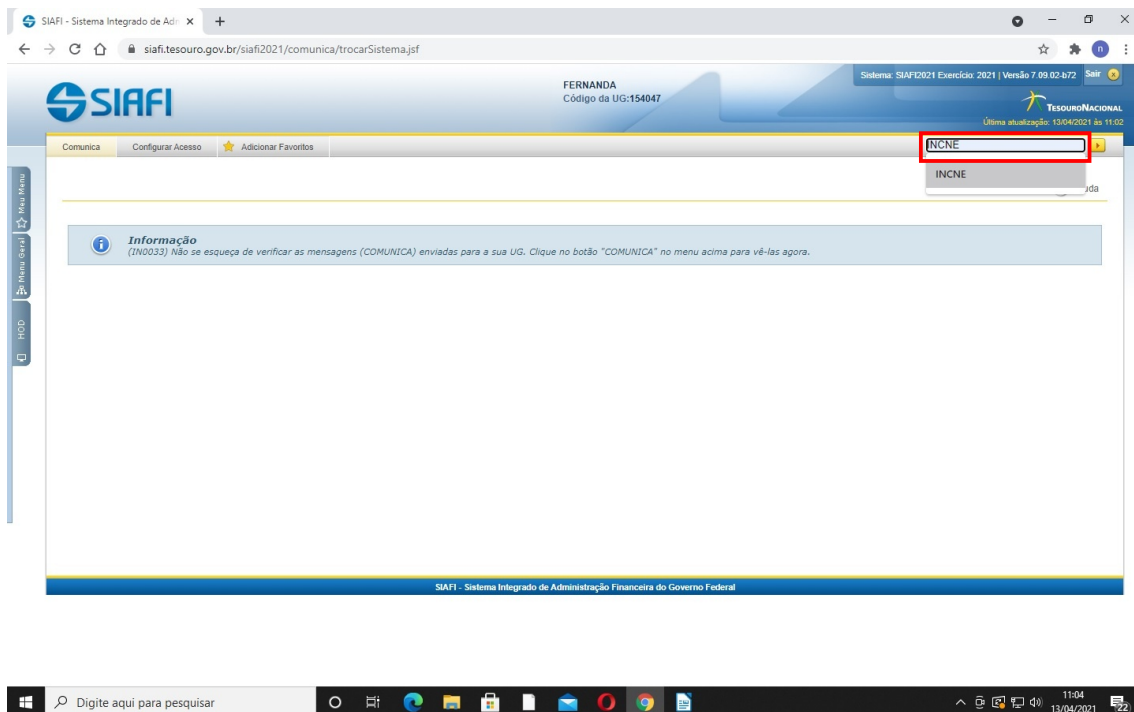 SIAFI - Sistema Integrado de Adm
siafi.tesouro.gov.br/siafi2021/comunica/trocarSistema.jsf
n
SIAFI
FERNANDA
Código da UG:154047
Sistema: SIAFI2021 Exercício: 2021 | Versão 7.09.02-b72 Sair
TESOURONACIONAL
Última atualização: 13/04/2021 às 11:02
Comunica Configurar Acesso Adicionar Favoritos
INCNE
INCNE
uda
Meu Menu
Menu Geral
HOD
Informação
(IN0033) Não se esqueça de verificar as mensagens (COMUNICA) enviadas para a sua UG. Clique no botão "COMUNICA" no menu acima para vê-las agora.
SIAFI - Sistema Integrado de Administração Financeira do Governo Federal
Digite aqui para pesquisar
11:04
13/04/2021
22